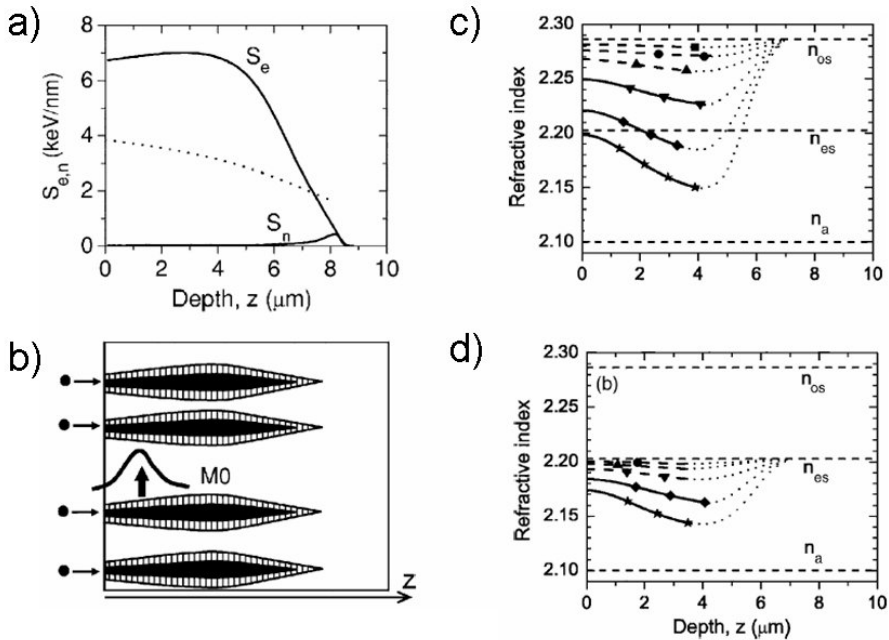 a)
S_e,n (keV/nm)
8
6
4
2
0
S_e
S_n
0 2 4 6 8 10
Depth, z (μm)
b)
M0
z
c)
Refractive index
2.30
2.25
2.20
2.15
2.10
n_os
n_es
n_a
0 2 4 6 8 10
d)
(b)
Refractive index
2.30
2.25
2.20
2.15
2.10
n_os
n_es
n_a
0 2 4 6 8 10
Depth, z (μm)